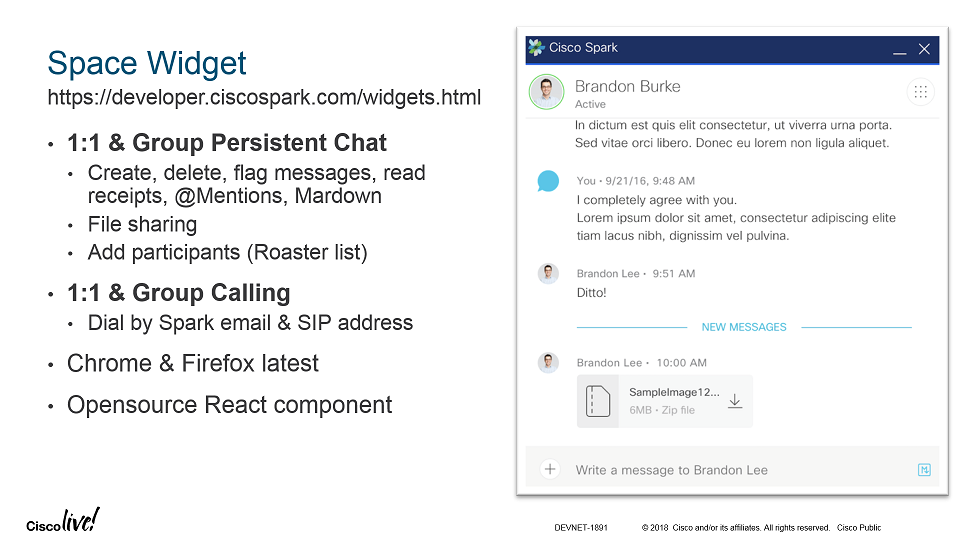 Space Widget
https://developer.ciscospark.com/widgets.html
• 1:1 & Group Persistent Chat
• Create, delete, flag messages, read
receipts, @Mentions, Mardown
• File sharing
• Add participants (Roaster list)
• 1:1 & Group Calling
• Dial by Spark email & SIP address
• Chrome & Firefox latest
• Opensource React component
Cisco Spark
Brandon Burke
Active
In dictum est quis elit consectetur, ut viverra urna porta.
Sed vitae orci libero. Donec eu lorem non ligula aliquet.
You • 9/21/16, 9:48 AM
I completely agree with you.
Lorem ipsum dolor sit amet, consectetur adipiscing elite
tiam lacus nibh, dignissim vel pulvina.
Brandon Lee • 9:51 AM
Ditto!
NEW MESSAGES
Brandon Lee • 10:00 AM
SampleImage12...
6MB • Zip file
Write a message to Brandon Lee
Cisco live!
DEVNET-1891
© 2018 Cisco and/or its affiliates. All rights reserved. Cisco Public